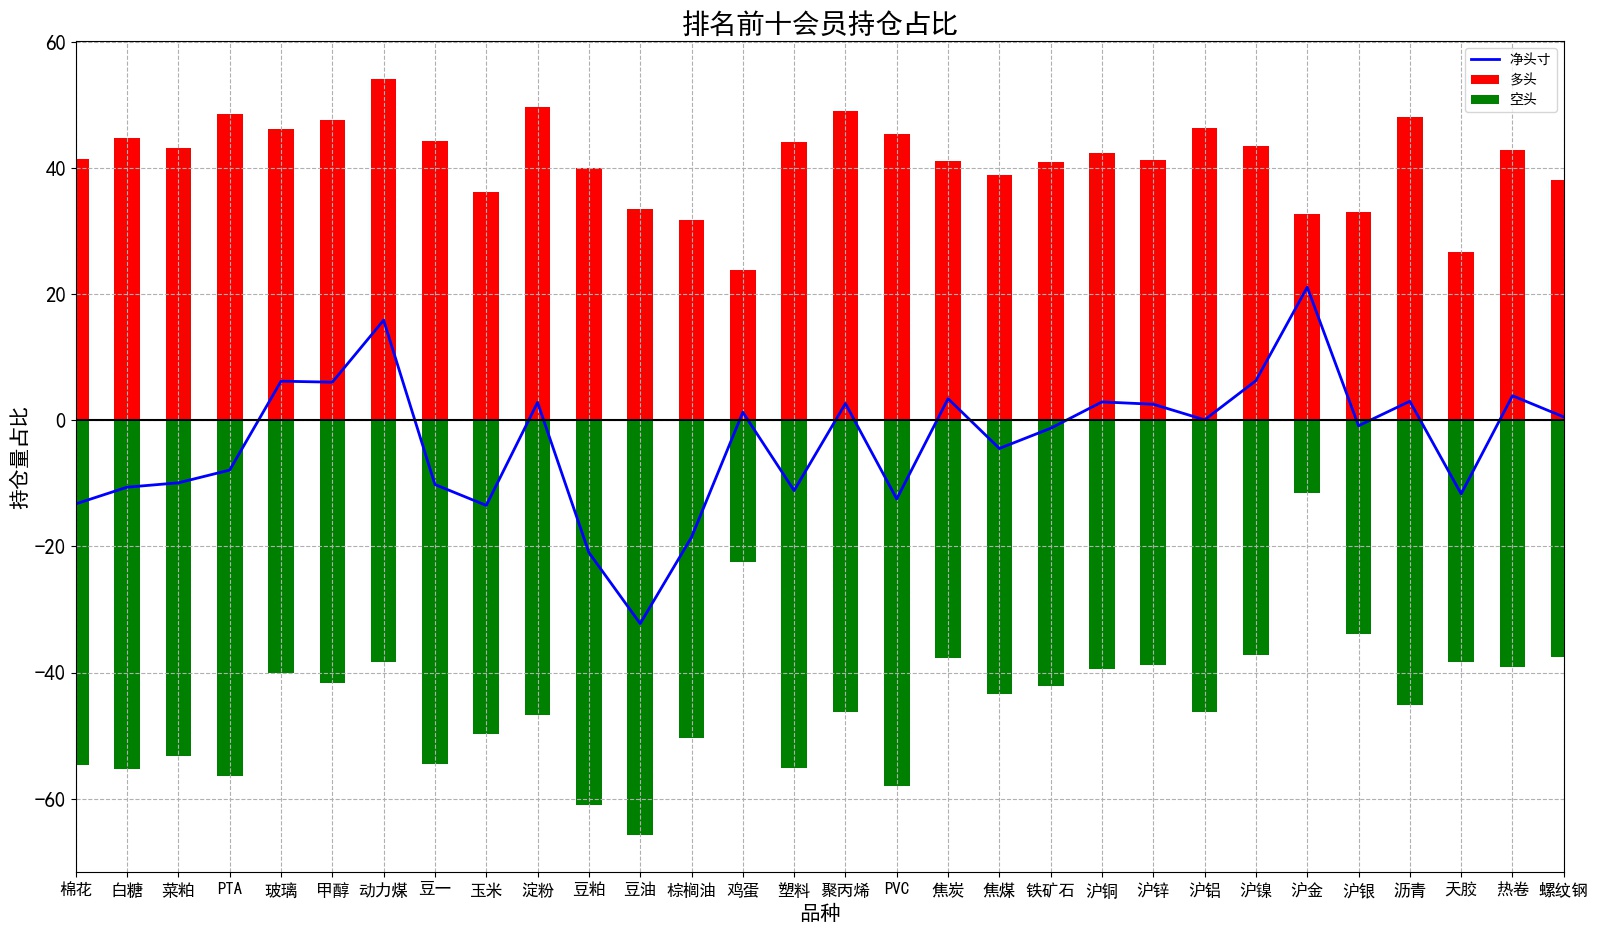 排名前十会员持仓占比
净头寸
多头
空头
60
40
20
0
−20
−40
−60
持仓量占比
棉花 白糖 菜粕 PTA 玻璃 甲醇 动力煤 豆一 玉米 淀粉 豆粕 豆油 棕榈油 鸡蛋 塑料 聚丙烯 PVC 焦炭 焦煤 铁矿石 沪铜 沪锌 沪铝 沪镍 沪金 沪银 沥青 天胶 热卷 螺纹钢
品种